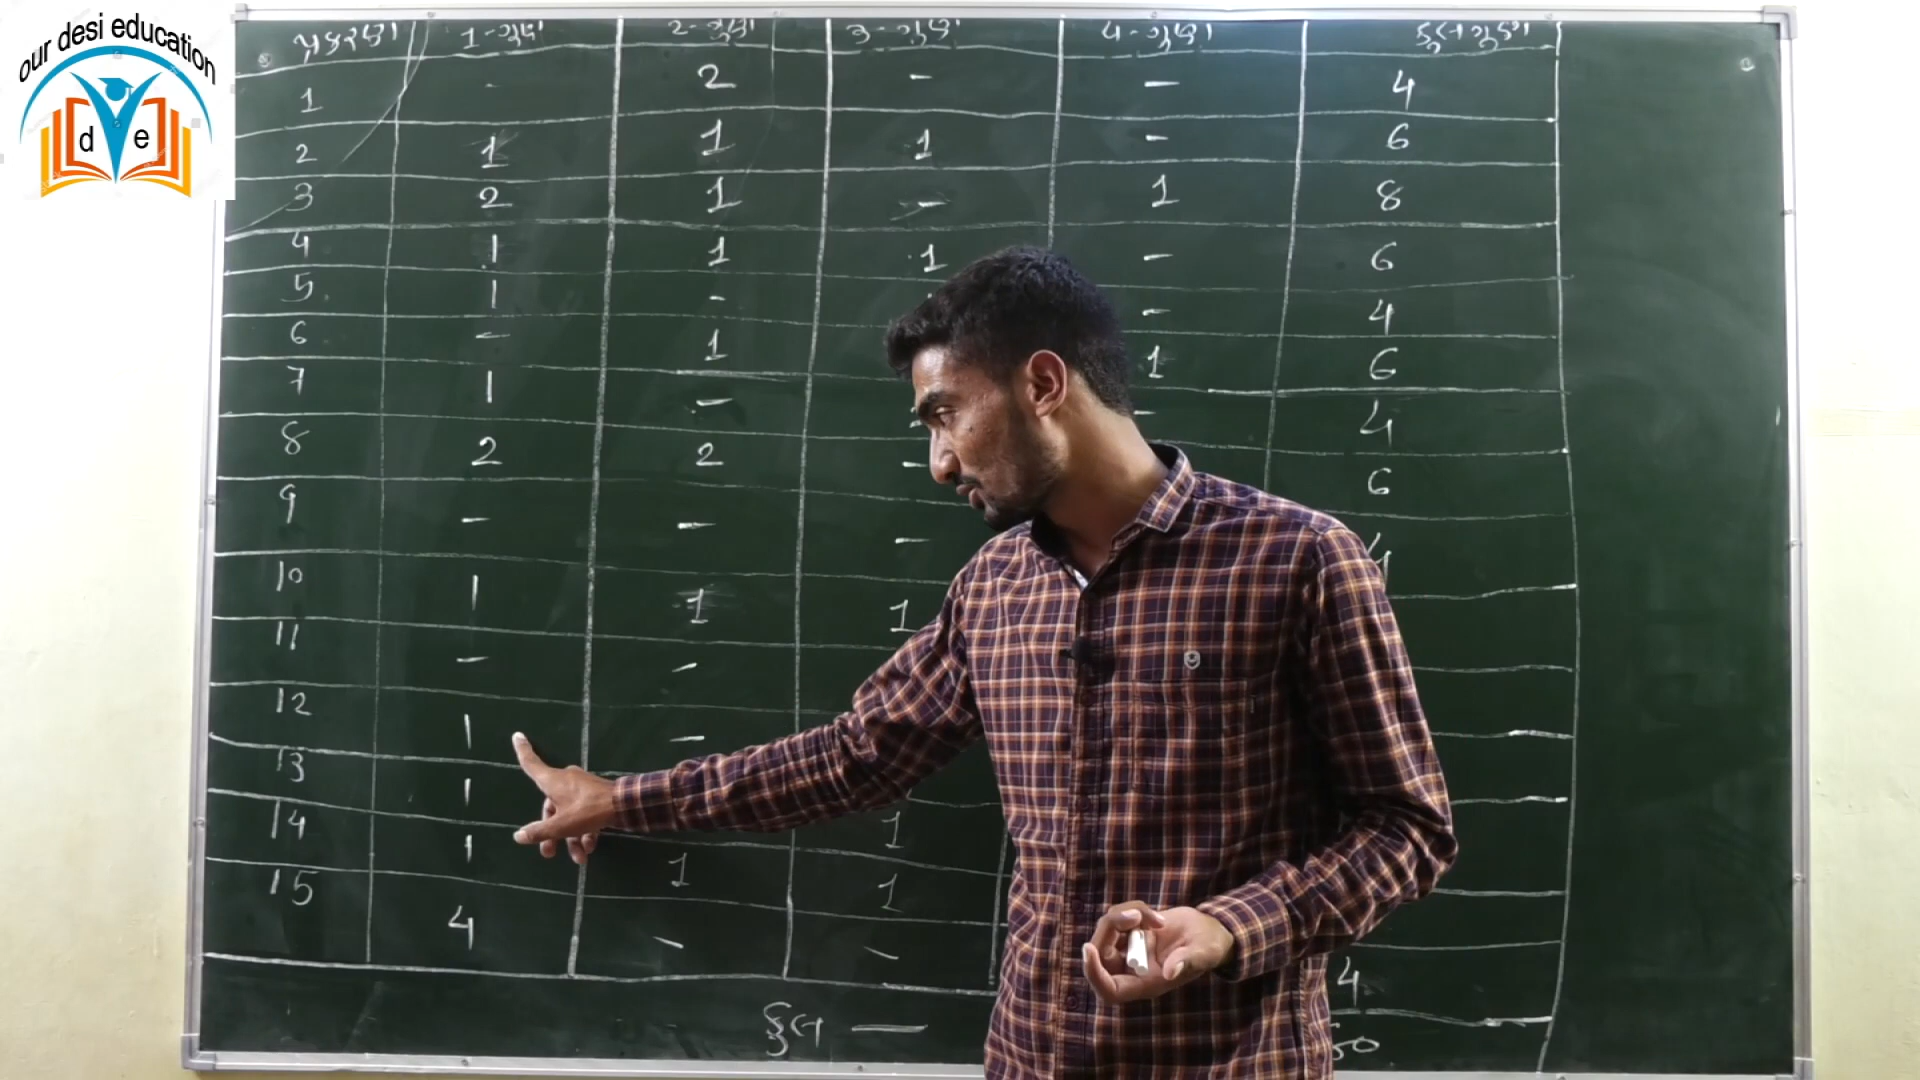 our desi education
d e
પ્રકરણ 1-ગુણ 2-ગુણ 3-ગુણ 4-ગુણ કુલ ગુણ
1 - 2 - - 4
2 1 1 1 - 6
3 2 1 - 1 8
4 1 1 1 - 6
5 1 - - 4
6 - 1 1 6
7 1 - - - 4
8 2 2 - 6
9 - - - 4
10 1 1 1
11 - -
12 1 -
13 1
14 1 1
15 1 1
4 - - 4
કુલ — 50